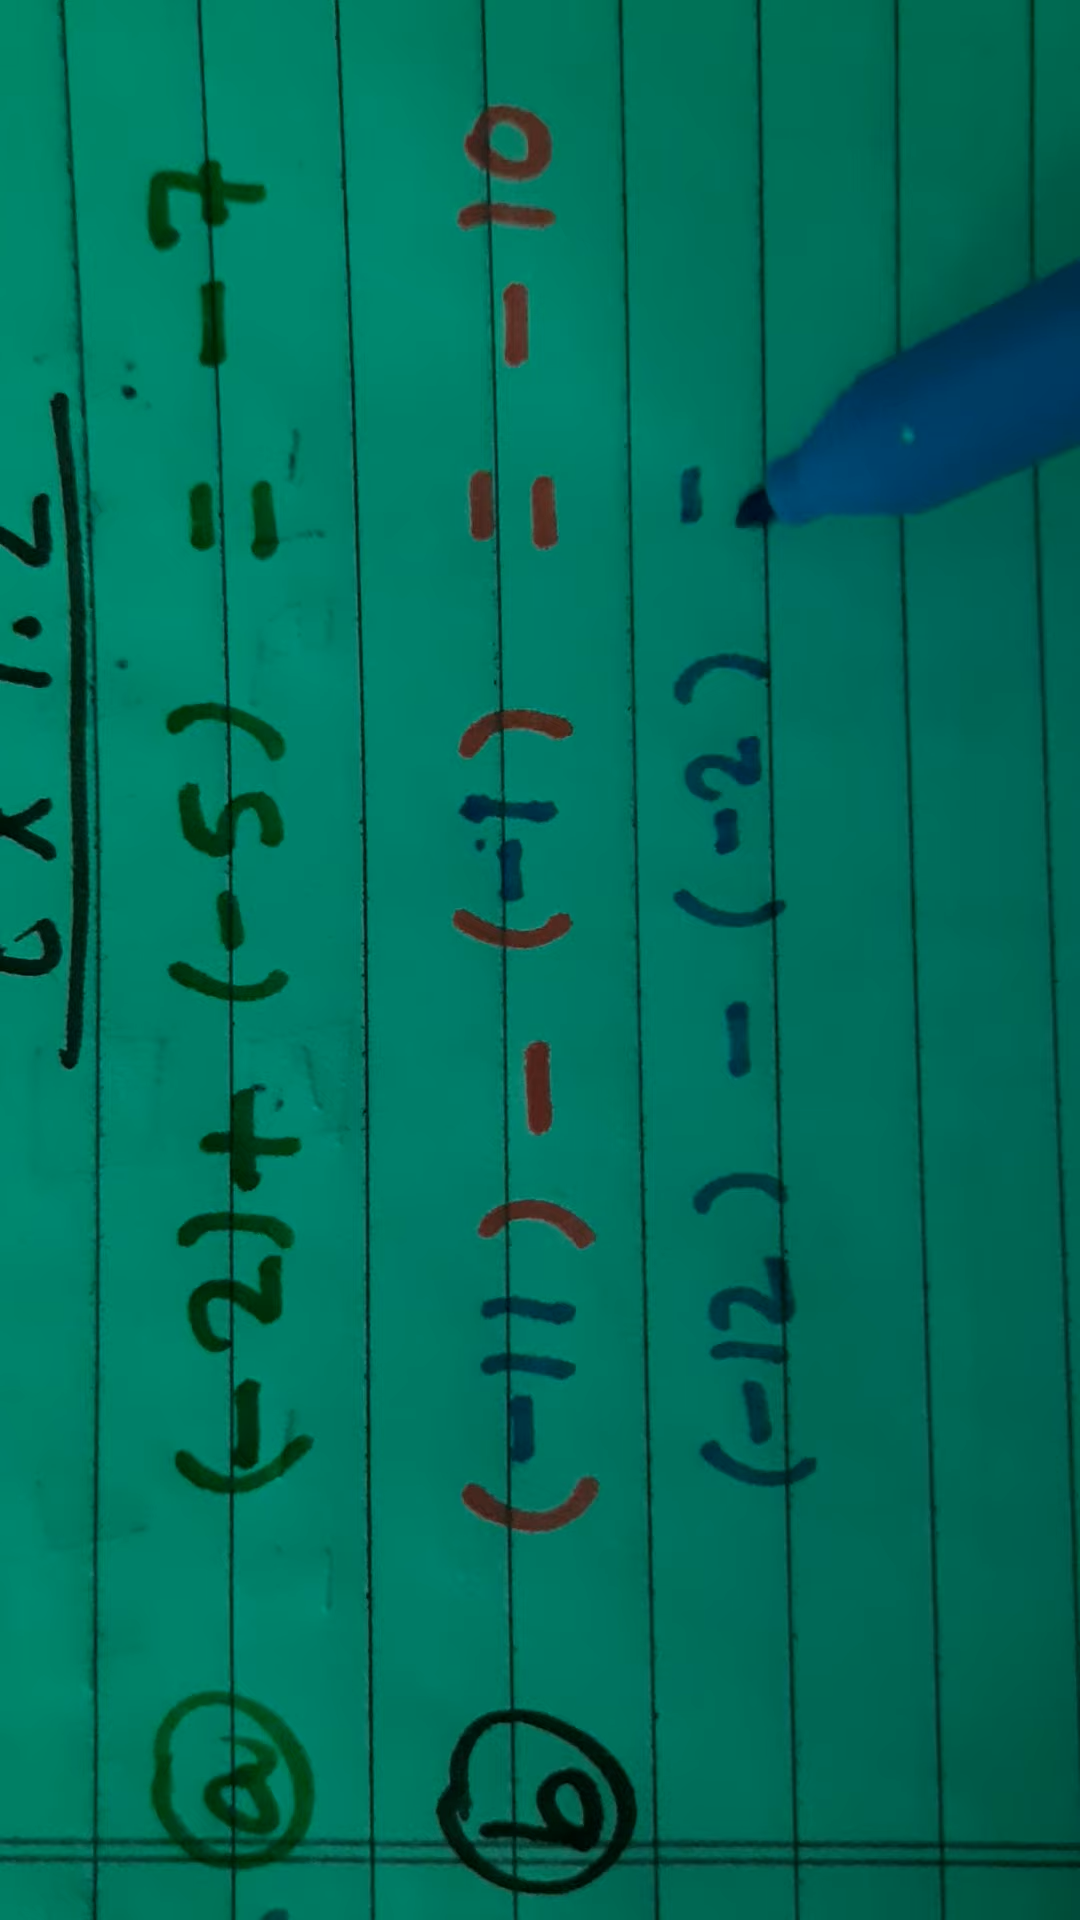 Ex 1.2
(a) (-2) + (-5) = -7
(b) (-11) - (-1) = -10
(-12) - (-2) -